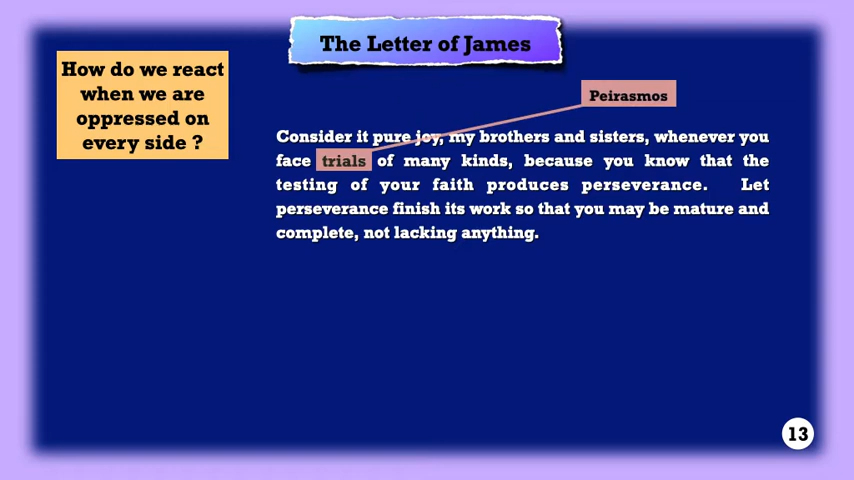 The Letter of James
How do we react
when we are
oppressed on
every side ?
Peirasmos
Consider it pure joy, my brothers and sisters, whenever you
face trials of many kinds, because you know that the
testing of your faith produces perseverance. Let
perseverance finish its work so that you may be mature and
complete, not lacking anything.
13